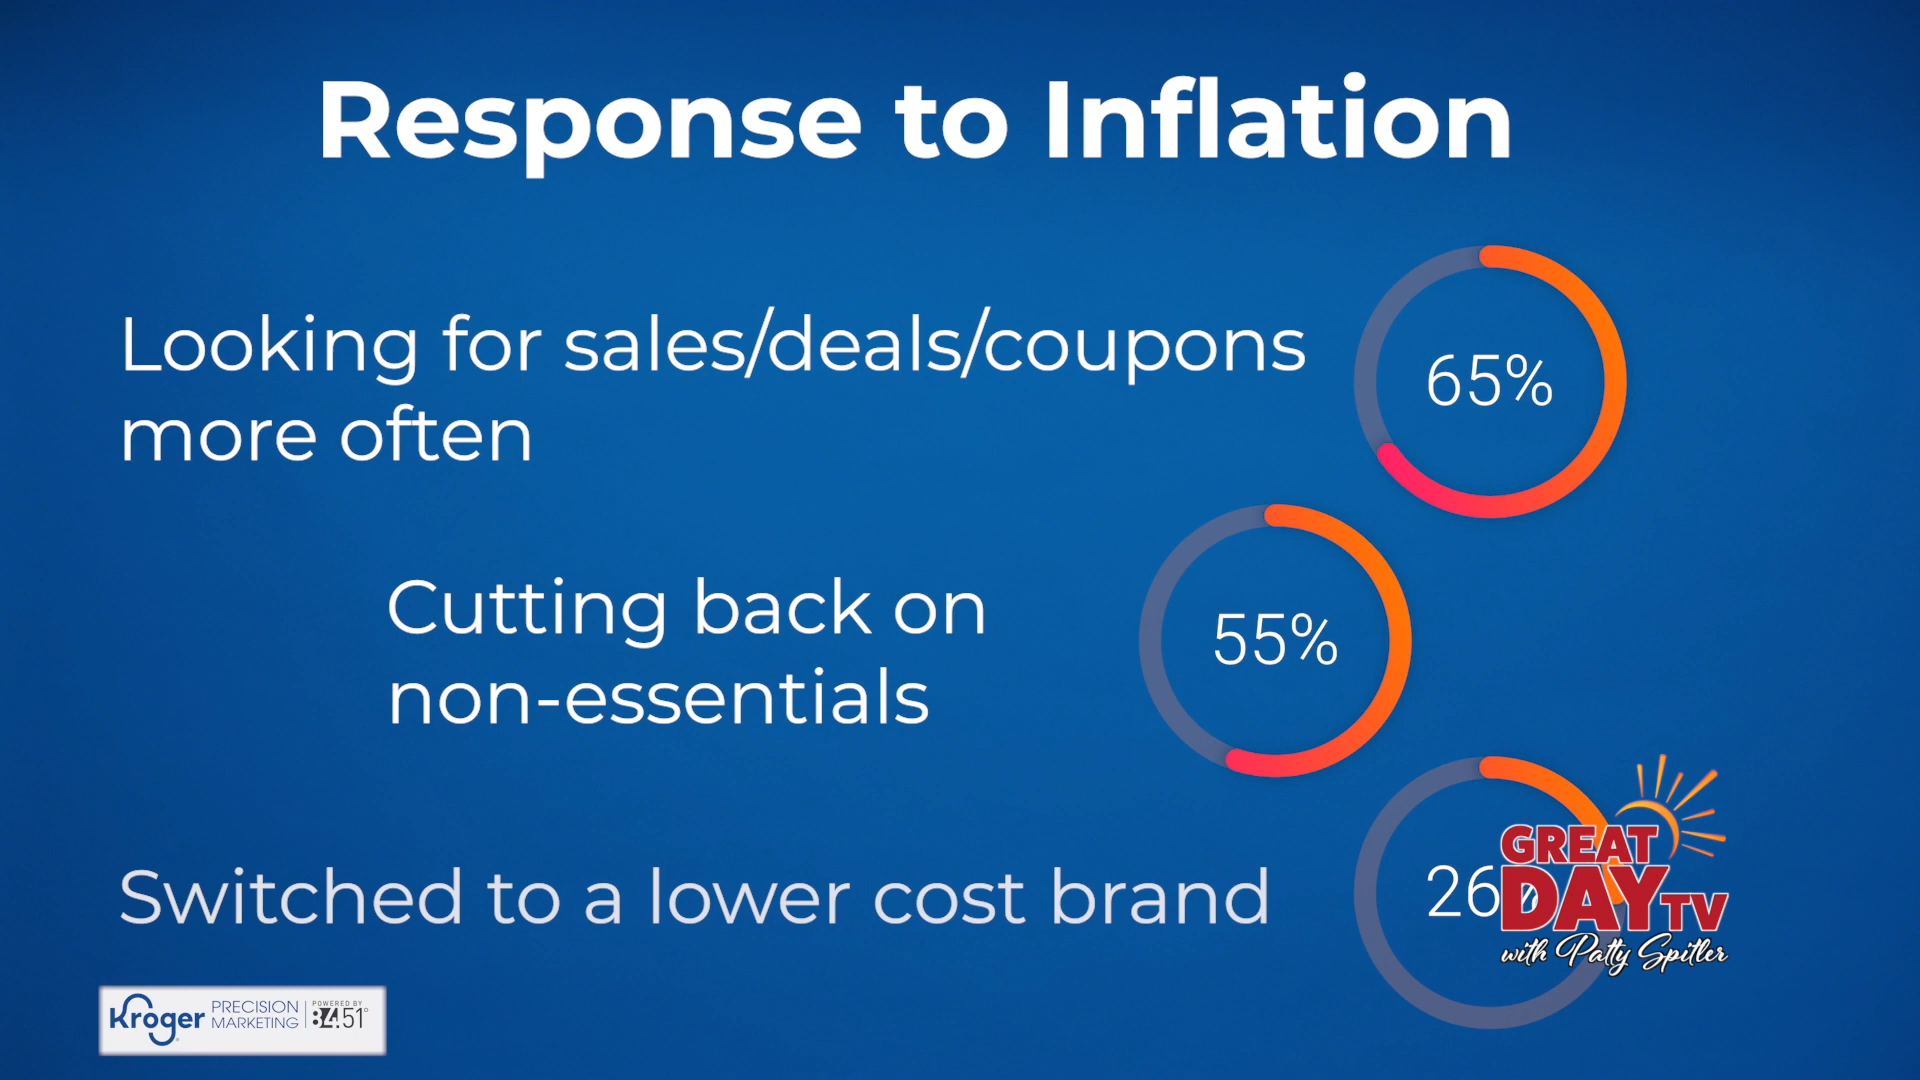 Response to Inflation
Looking for sales/deals/coupons
more often
65%
Cutting back on
non-essentials
55%
Switched to a lower cost brand
26%
GREAT
DAY TV
with Patty Spitler
Kroger PRECISION MARKETING POWERED BY 84.51°